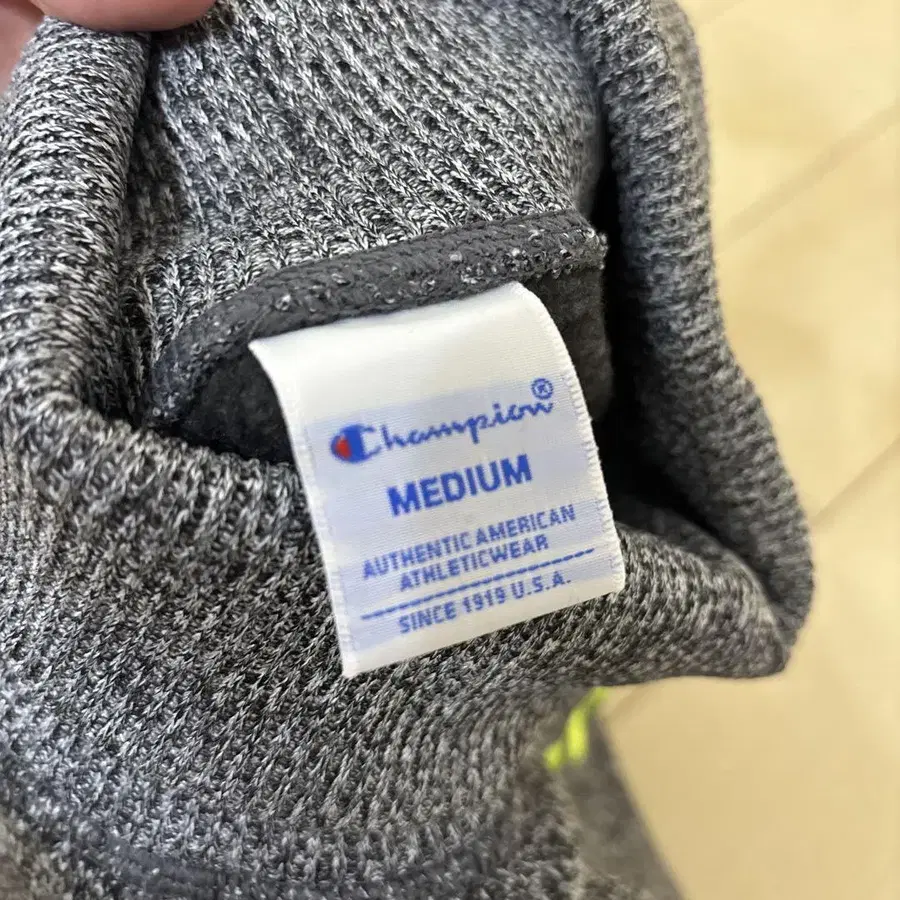 Champion®
MEDIUM
AUTHENTIC AMERICAN
ATHLETICWEAR
SINCE 1919 U.S.A.